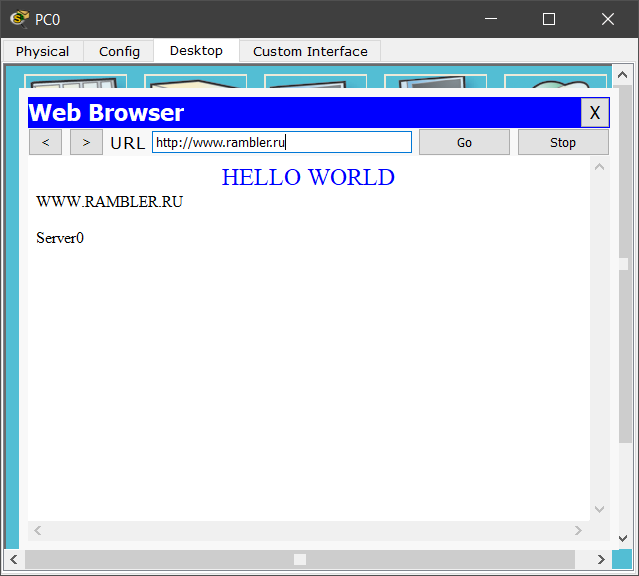 PC0
Physical Config Desktop Custom Interface
Web Browser X
< > URL http://www.rambler.ru Go Stop
HELLO WORLD
WWW.RAMBLER.RU
Server0